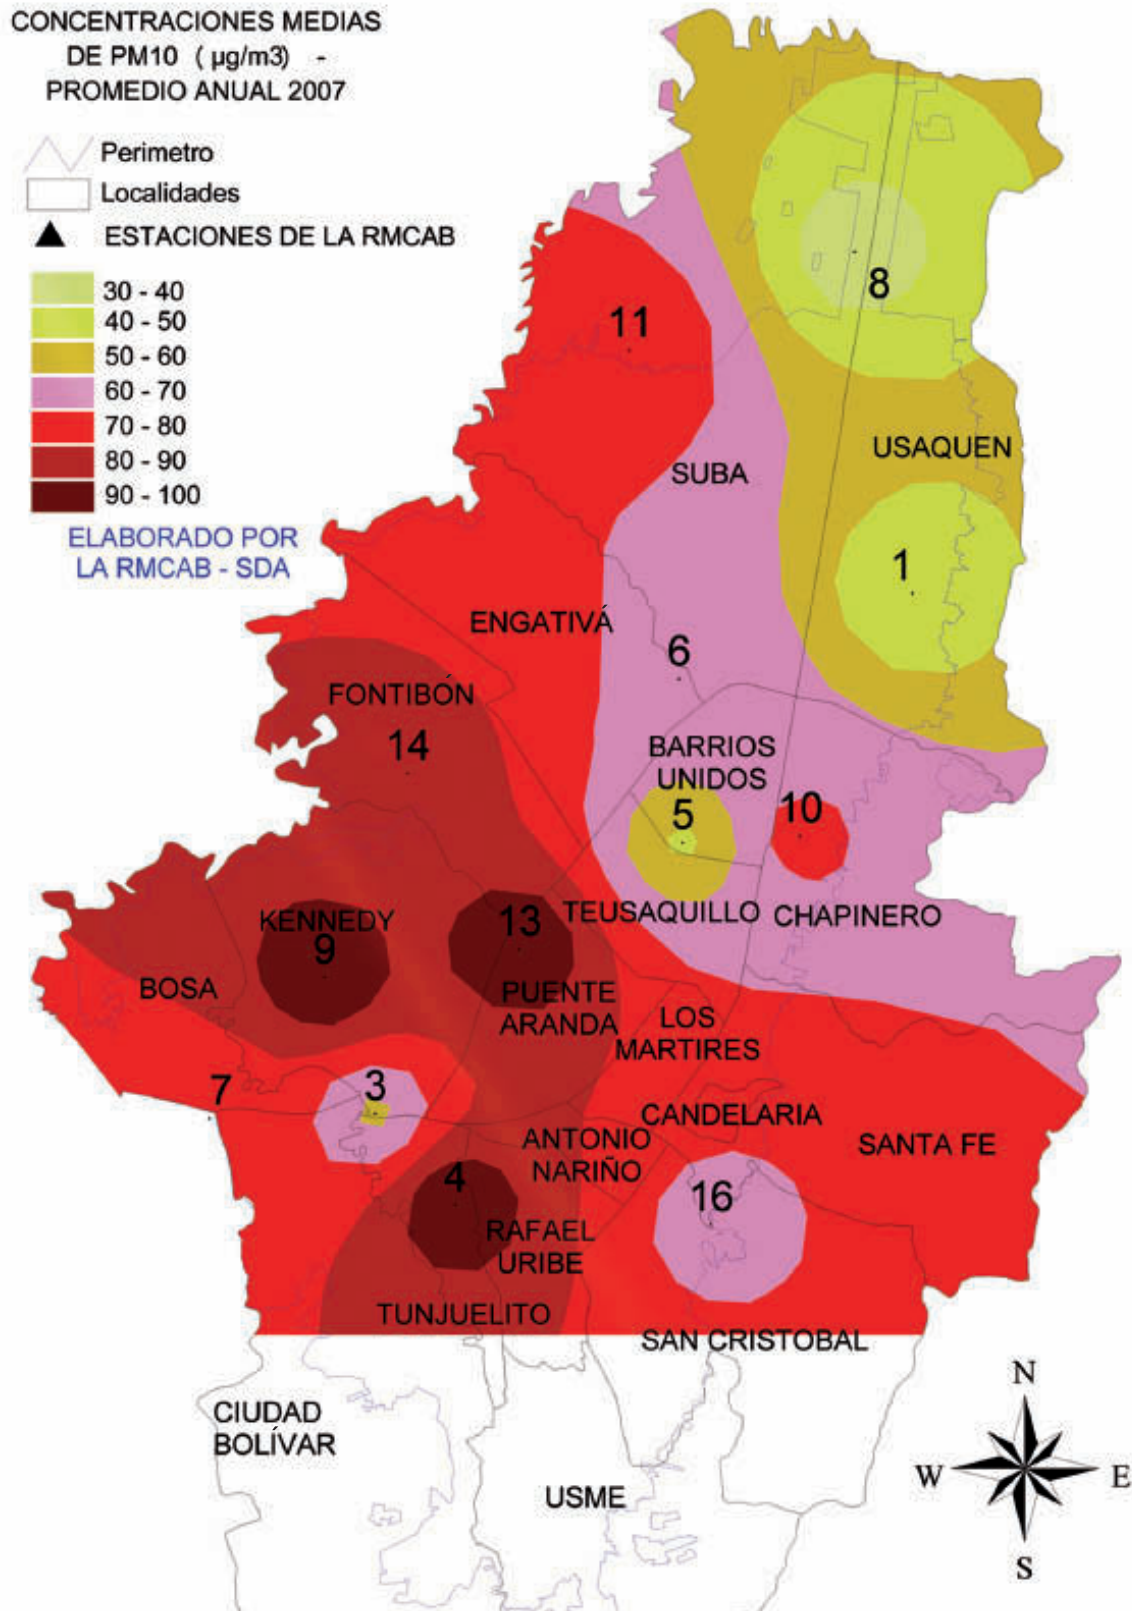 CONCENTRACIONES MEDIAS
DE PM10 ( µg/m3) -
PROMEDIO ANUAL 2007
Perimetro
Localidades
ESTACIONES DE LA RMCAB
30 - 40
40 - 50
50 - 60
60 - 70
70 - 80
80 - 90
90 - 100
ELABORADO POR
LA RMCAB - SDA
8
11
USAQUEN
SUBA
1
ENGATIVÁ
6
FONTIBÓN
14
BARRIOS
UNIDOS
5
10
KENNEDY
9
13
TEUSAQUILLO
CHAPINERO
BOSA
PUENTE
ARANDA
LOS
MARTIRES
7
3
CANDELARIA
ANTONIO
NARIÑO
SANTA FE
4
16
RAFAEL
URIBE
TUNJUELITO
SAN CRISTOBAL
CIUDAD
BOLÍVAR
USME
N
W
E
S